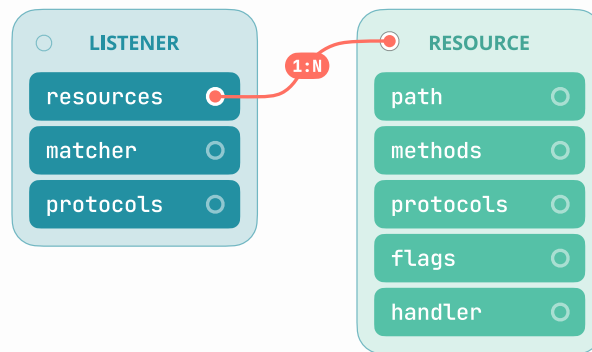 LISTENER
resources
matcher
protocols
1:N
RESOURCE
path
methods
protocols
flags
handler